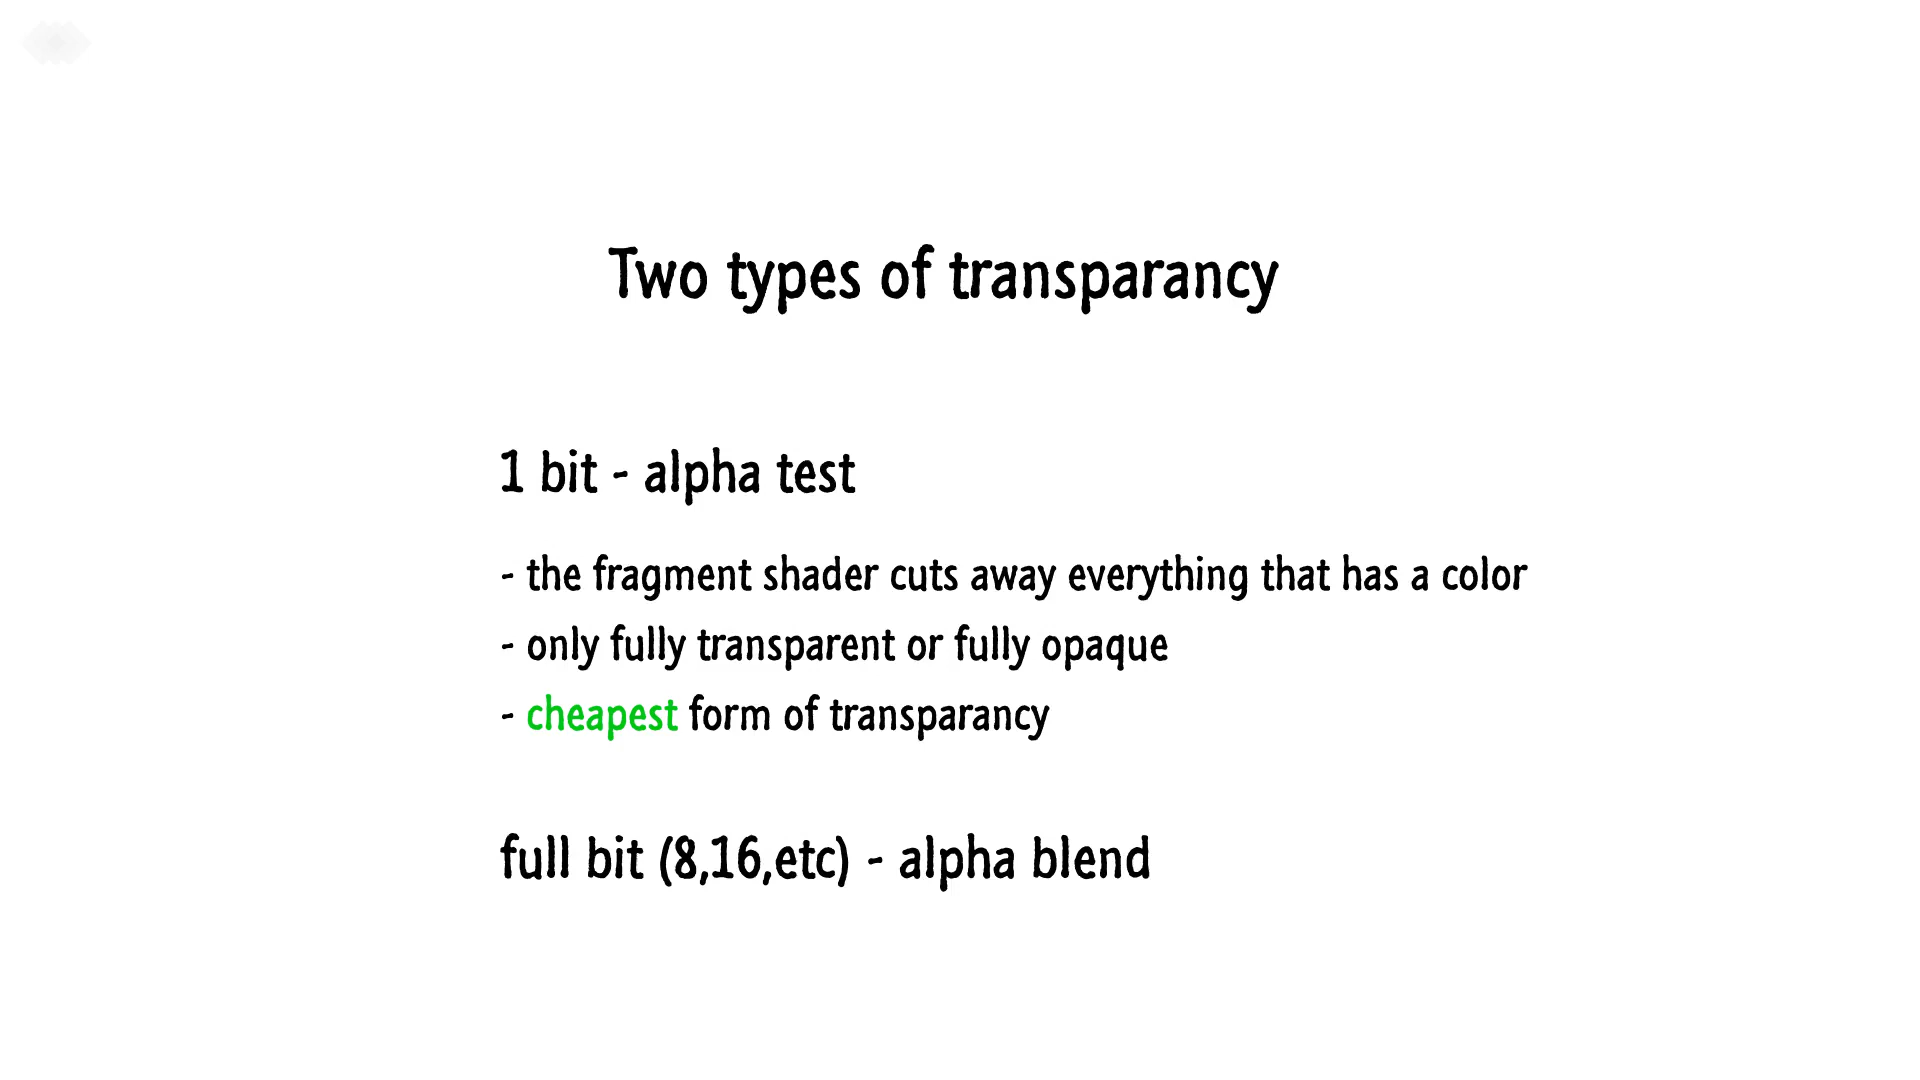 Two types of transparancy
1 bit - alpha test
- the fragment shader cuts away everything that has a color
- only fully transparent or fully opaque
- cheapest form of transparancy
full bit (8,16,etc) - alpha blend